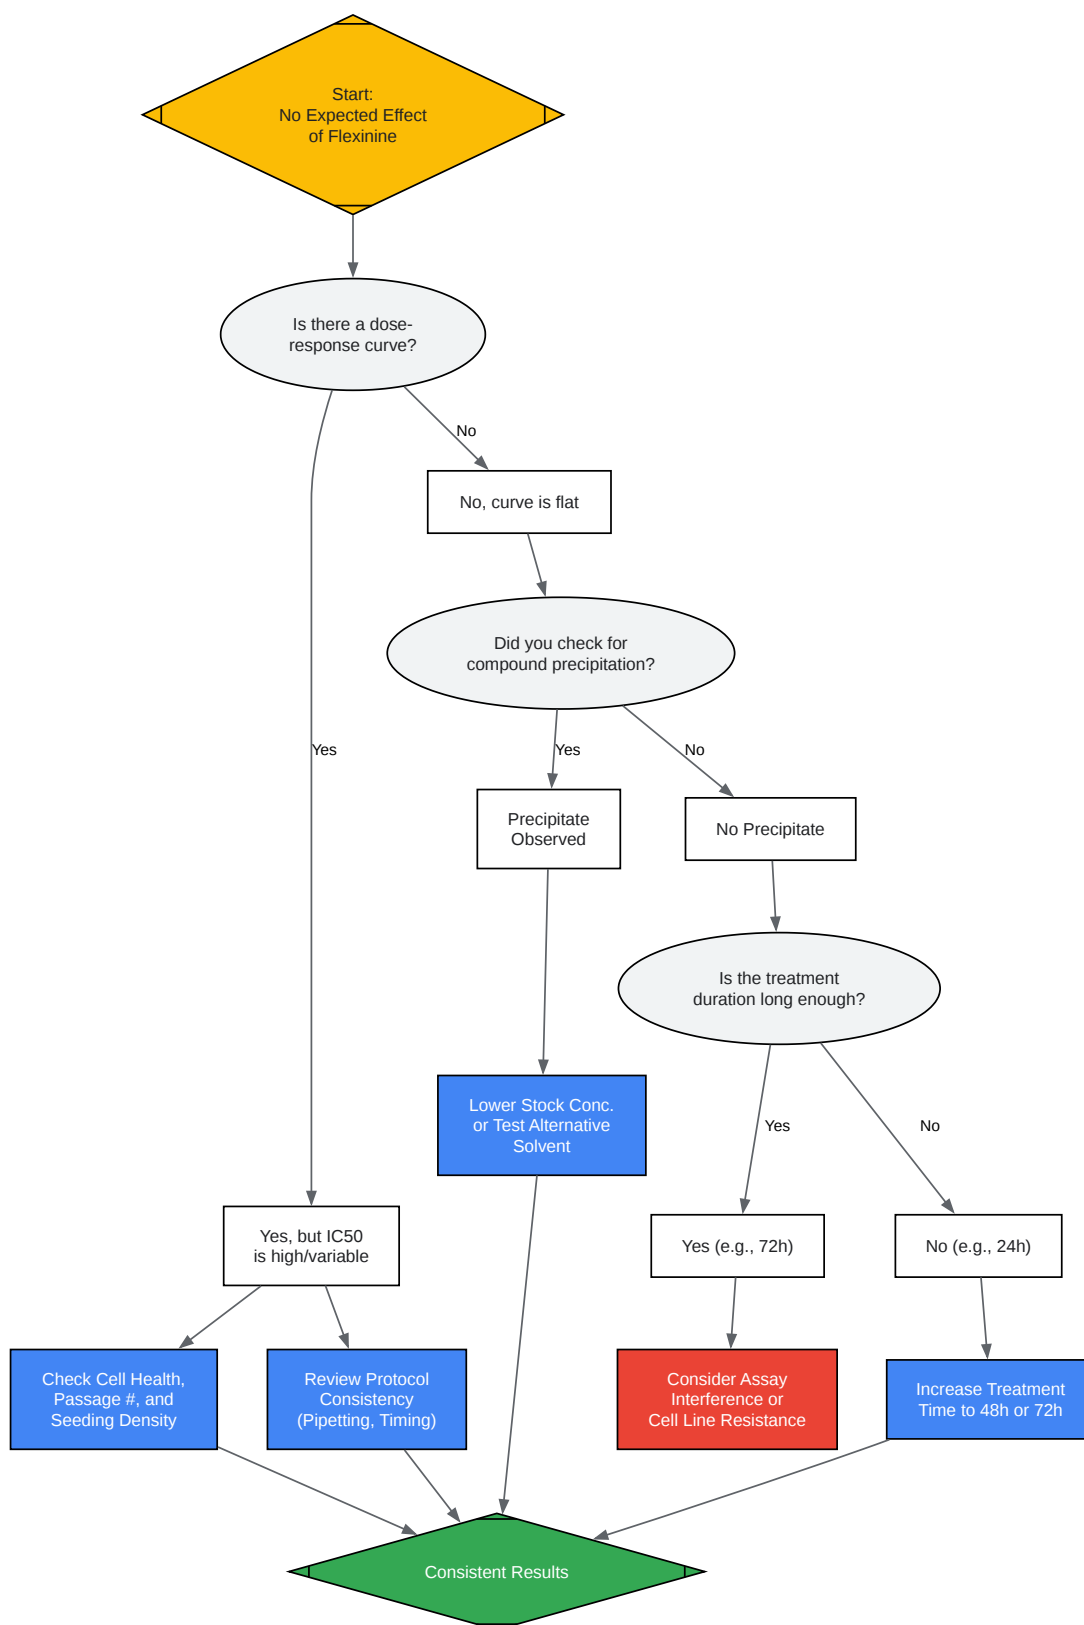 Start:
No Expected Effect
of Flexinine
Is there a dose-
response curve?
No
No, curve is flat
Did you check for
compound precipitation?
Yes
Yes
No
Precipitate
Observed
No Precipitate
Is the treatment
duration long enough?
Lower Stock Conc.
or Test Alternative
Solvent
Yes
No
Yes, but IC50
is high/variable
Yes (e.g., 72h)
No (e.g., 24h)
Check Cell Health,
Passage #, and
Seeding Density
Review Protocol
Consistency
(Pipetting, Timing)
Consider Assay
Interference or
Cell Line Resistance
Increase Treatment
Time to 48h or 72h
Consistent Results